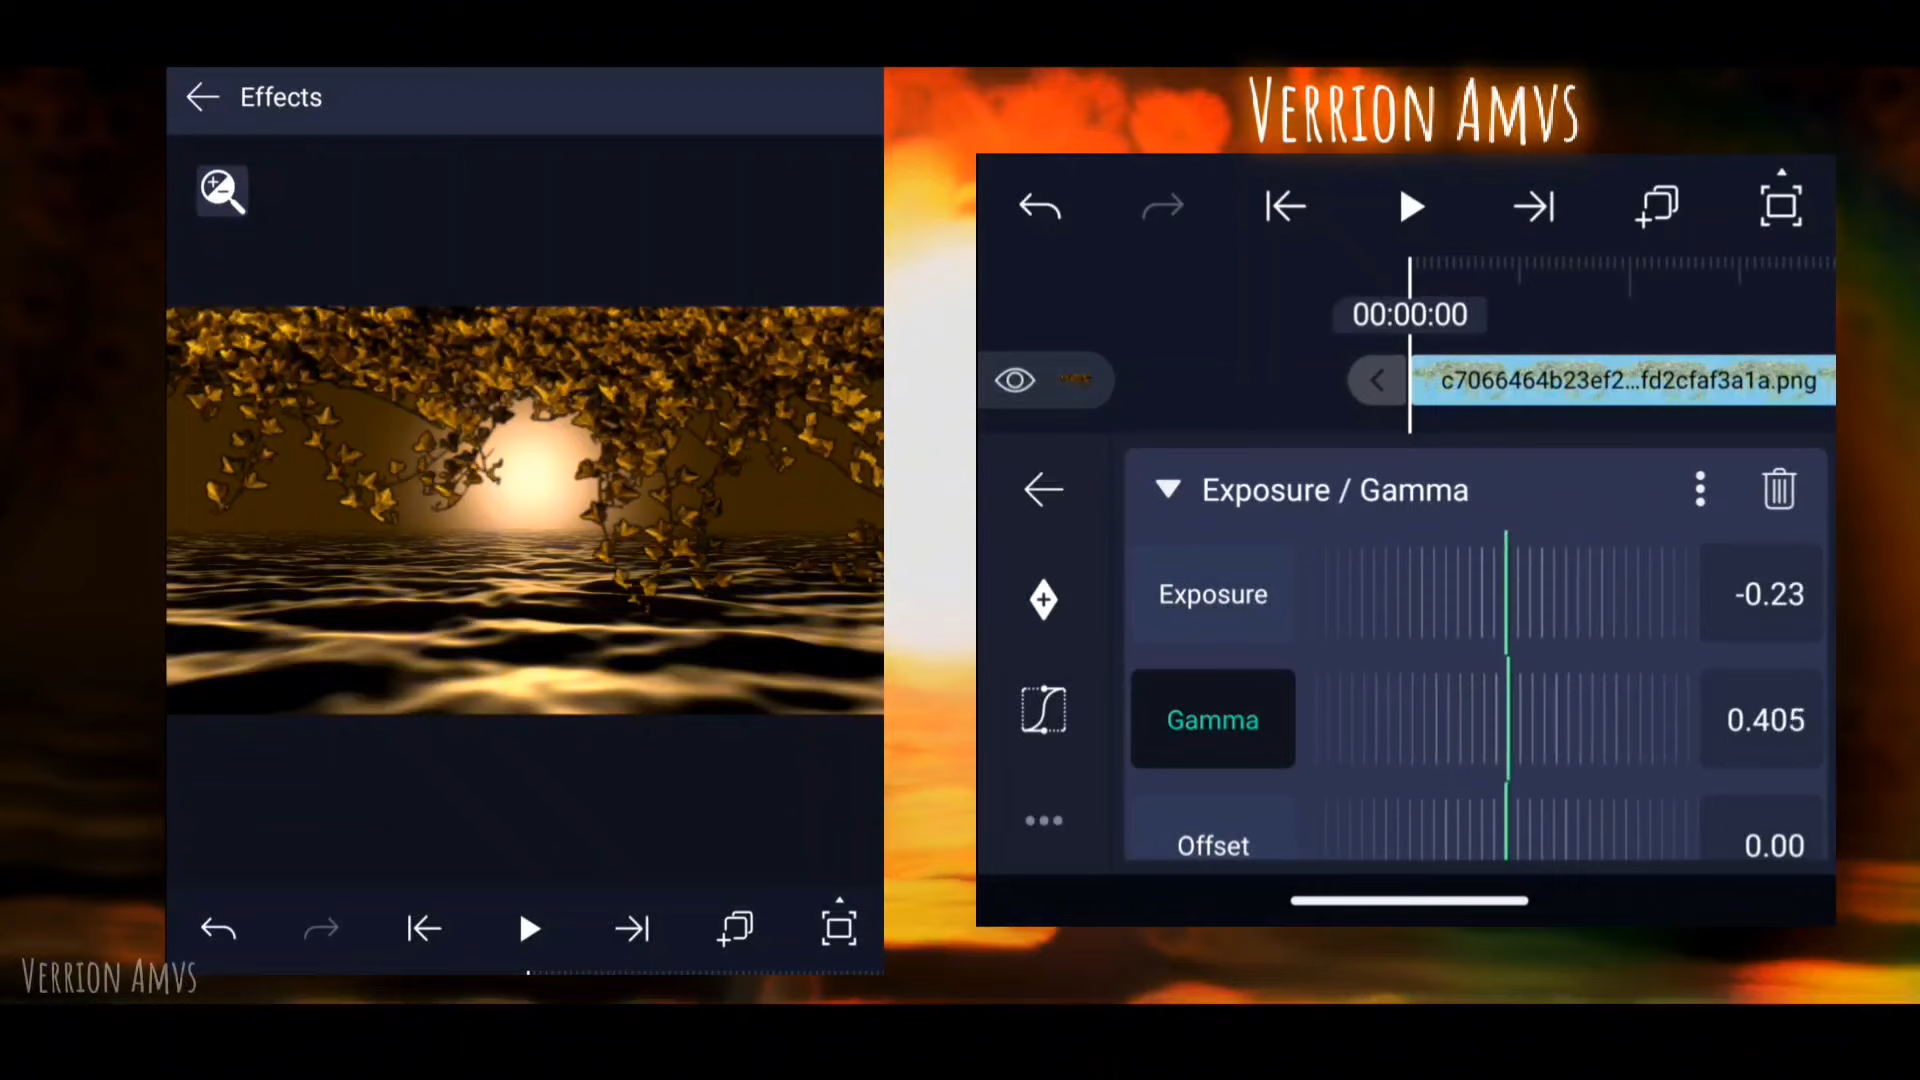 Effects
VERRION AMVS
00:00:00
c7066464b23ef2...fd2cfaf3a1a.png
Exposure / Gamma
Exposure
-0.23
Gamma
0.405
Offset
0.00
VERRION AMVS